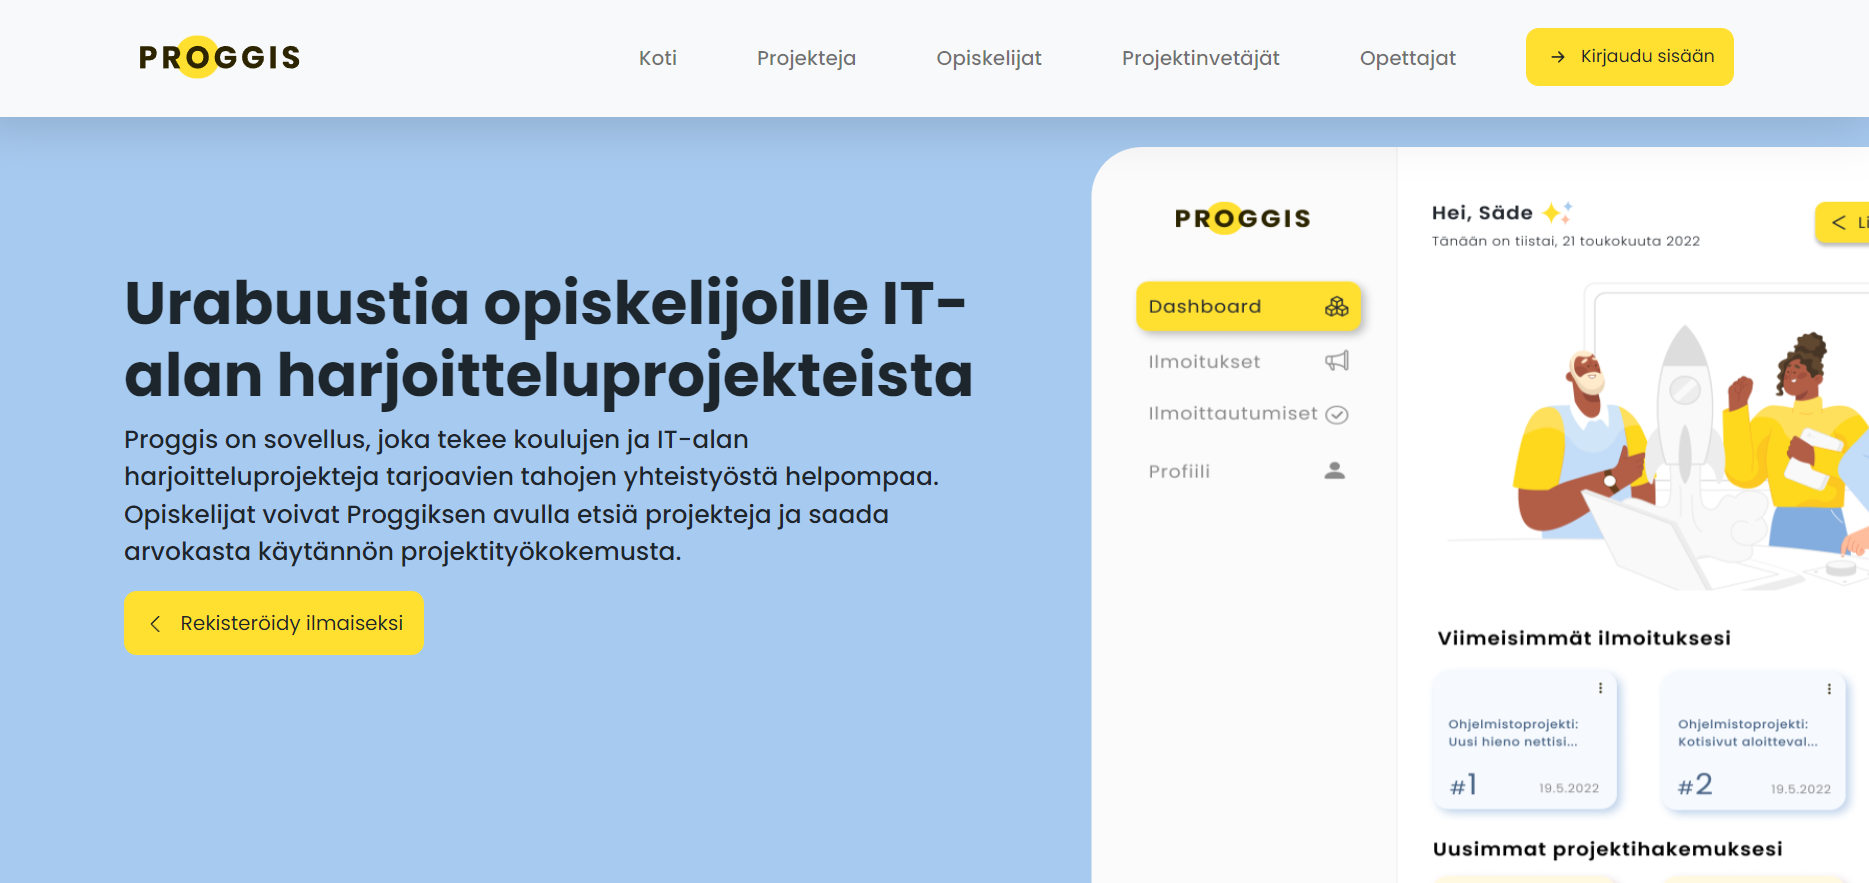 PROGGIS
Koti
Projekteja
Opiskelijat
Projektinvetäjät
Opettajat
Kirjaudu sisään
Urabuustia opiskelijoille IT-
alan harjoitteluprojekteista
Proggis on sovellus, joka tekee koulujen ja IT-alan
harjoitteluprojekteja tarjoavien tahojen yhteistyöstä helpompaa.
Opiskelijat voivat Proggiksen avulla etsiä projekteja ja saada
arvokasta käytännön projektityökokemusta.
Rekisteröidy ilmaiseksi
PROGGIS
Dashboard
Ilmoitukset
Ilmoittautumiset
Profiili
Hei, Säde
Tänään on tiistai, 21 toukokuuta 2022
Viimeisimmät ilmoituksesi
Ohjelmistoprojekti:
Uusi hieno nettisi...
#1
19.5.2022
Ohjelmistoprojekti:
Kotisivut aloitteval...
#2
19.5.2022
Uusimmat projektihakemuksesi